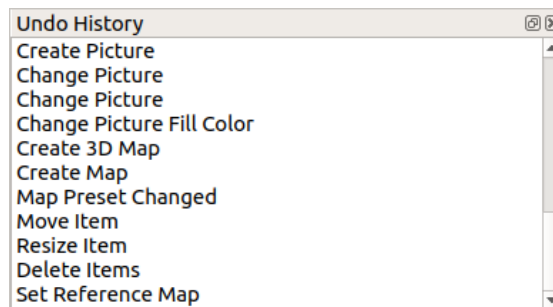 Undo History
Create Picture
Change Picture
Change Picture
Change Picture Fill Color
Create 3D Map
Create Map
Map Preset Changed
Move Item
Resize Item
Delete Items
Set Reference Map